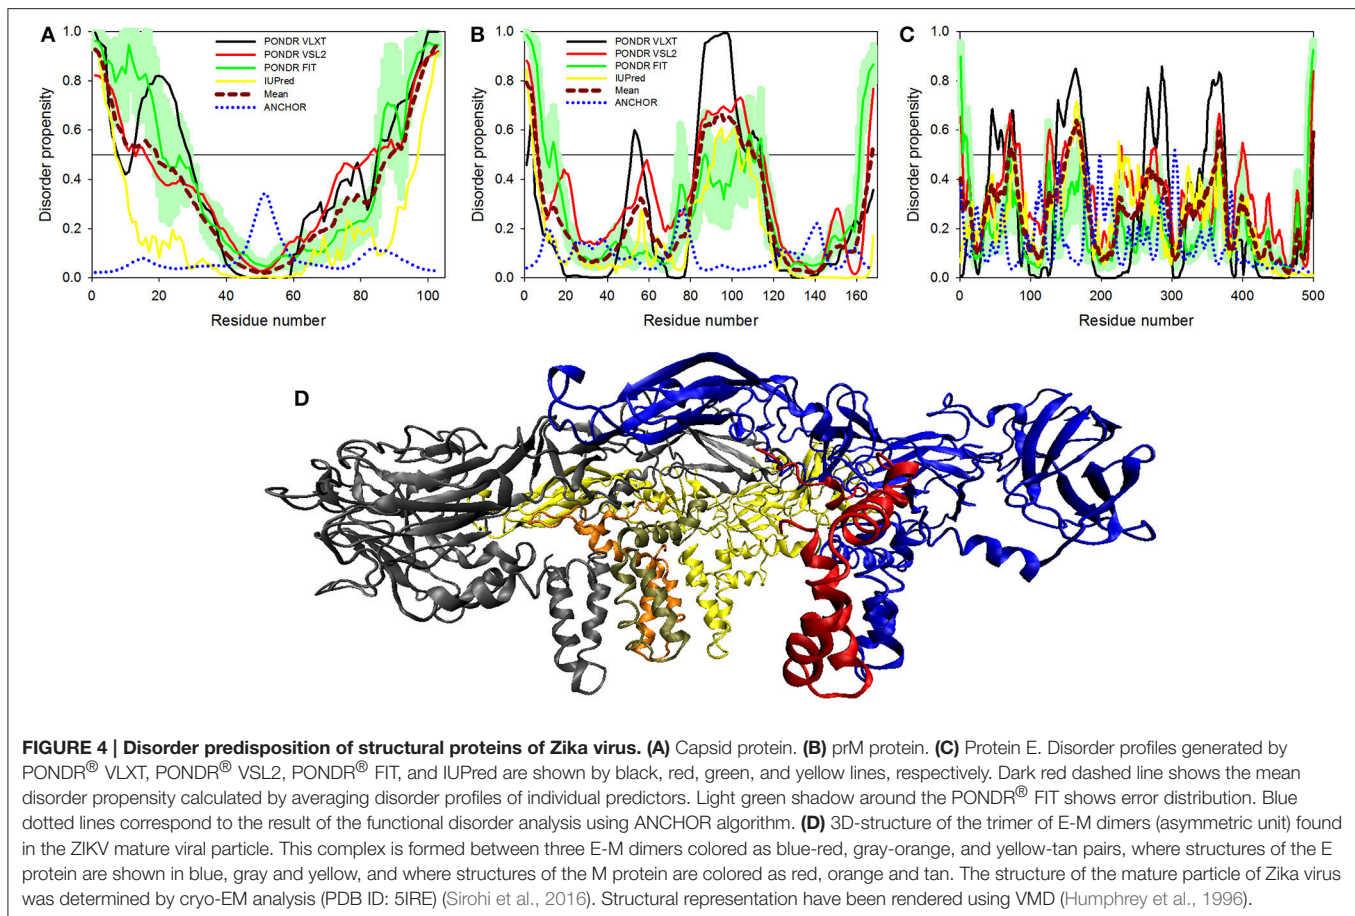 A
B
C
1.0
0.8
0.6
0.4
0.2
0.0
Disorder propensity
PONDR VLXT
PONDR VSL2
PONDR FIT
IUPred
Mean
ANCHOR
0 20 40 60 80 100
Residue number
1.0
0.8
0.6
0.4
0.2
0.0
Disorder propensity
PONDR VLXT
PONDR VSL2
PONDR FIT
IUPred
Mean
ANCHOR
0 20 40 60 80 100 120 140 160
Residue number
1.0
0.8
0.6
0.4
0.2
0.0
Disorder propensity
0 100 200 300 400 500
Residue number
D
FIGURE 4 | Disorder predisposition of structural proteins of Zika virus. (A) Capsid protein. (B) prM protein. (C) Protein E. Disorder profiles generated by
PONDR® VLXT, PONDR® VSL2, PONDR® FIT, and IUPred are shown by black, red, green, and yellow lines, respectively. Dark red dashed line shows the mean
disorder propensity calculated by averaging disorder profiles of individual predictors. Light green shadow around the PONDR® FIT shows error distribution. Blue
dotted lines correspond to the result of the functional disorder analysis using ANCHOR algorithm. (D) 3D-structure of the trimer of E-M dimers (asymmetric unit) found
in the ZIKV mature viral particle. This complex is formed between three E-M dimers colored as blue-red, gray-orange, and yellow-tan pairs, where structures of the E
protein are shown in blue, gray and yellow, and where structures of the M protein are colored as red, orange and tan. The structure of the mature particle of Zika virus
was determined by cryo-EM analysis (PDB ID: 5IRE) (Sirohi et al., 2016). Structural representation have been rendered using VMD (Humphrey et al., 1996).